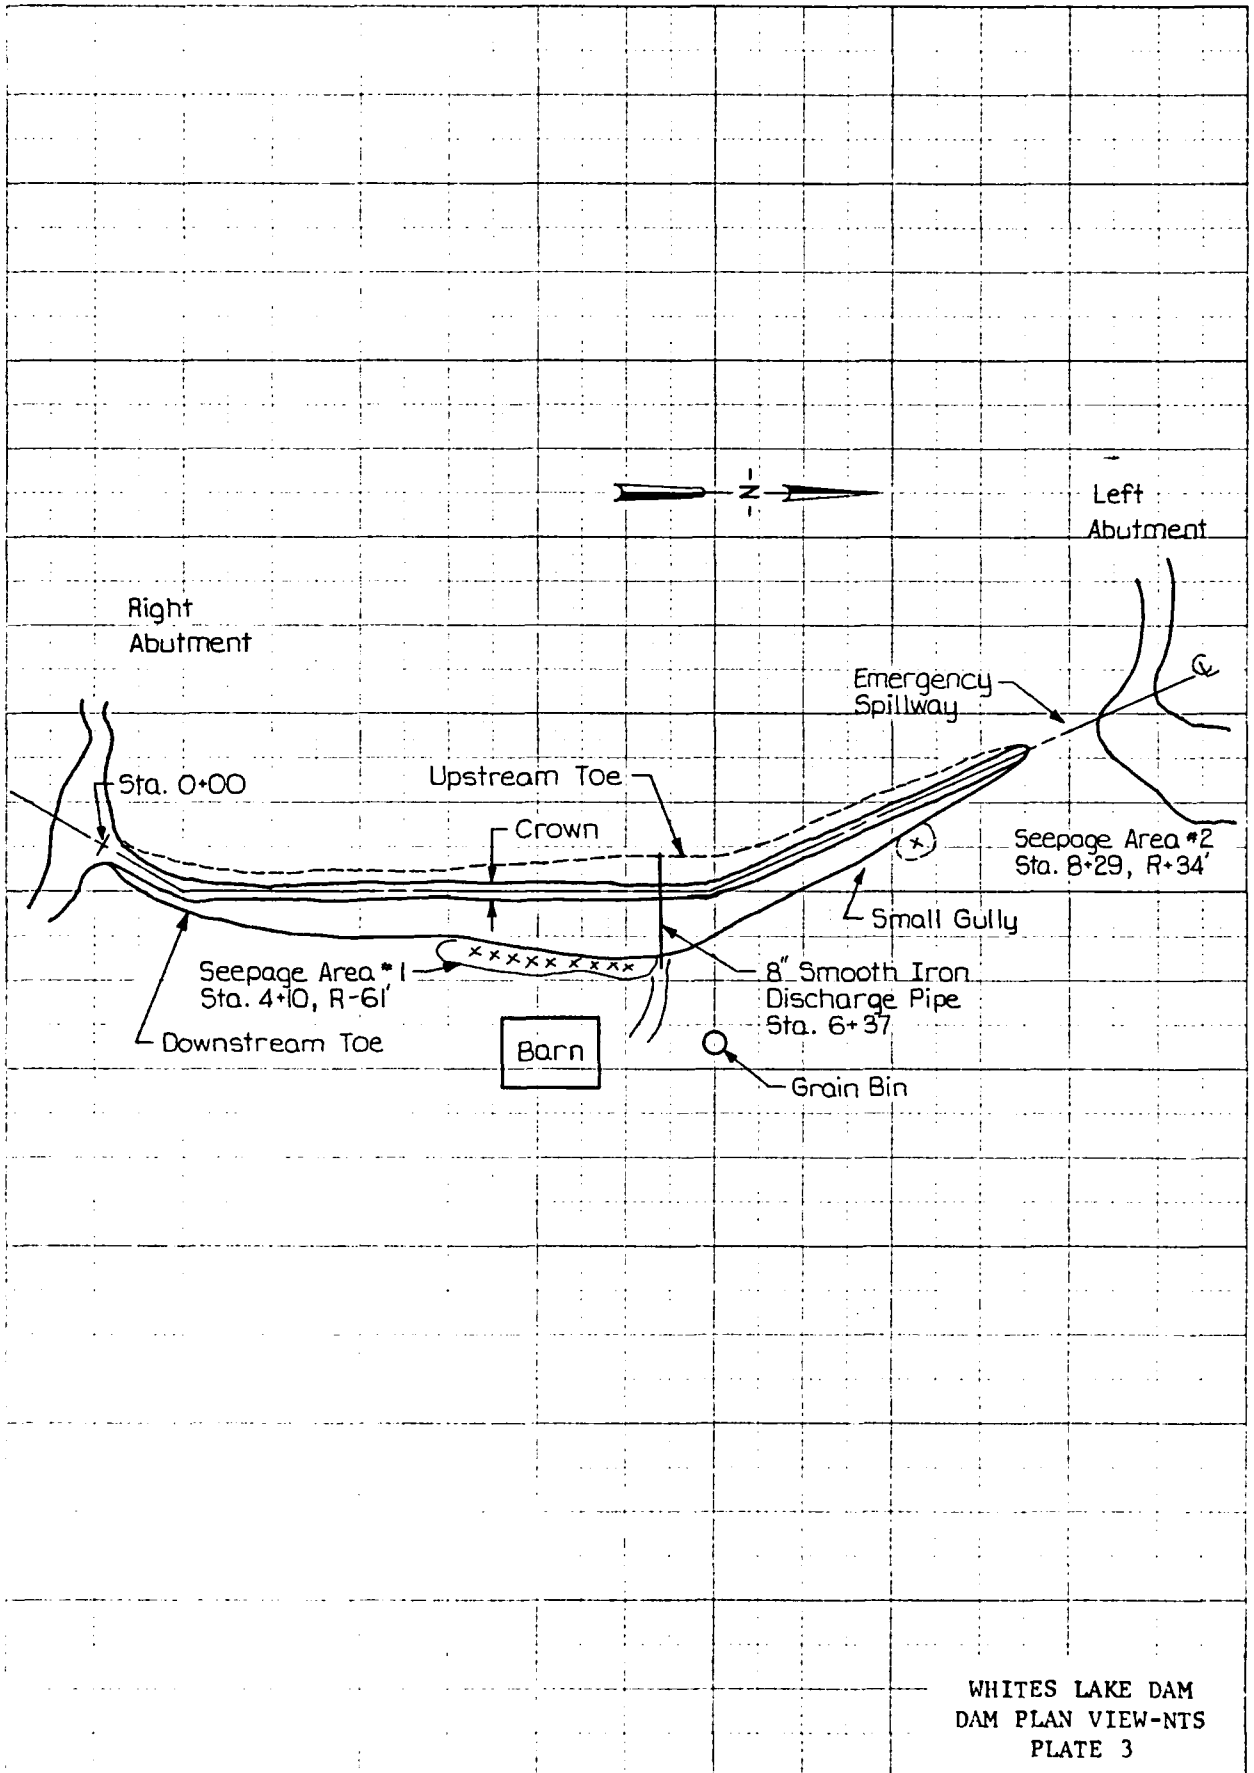 -N-
Left
Abutment
Right
Abutment
Emergency
Spillway
℄
Sta. 0+00
Upstream Toe
Crown
Seepage Area #2
Sta. 8+29, R+34'
Small Gully
Seepage Area #1
Sta. 4+10, R-61'
8" Smooth Iron
Discharge Pipe
Sta. 6+37
Downstream Toe
Barn
Grain Bin
WHITES LAKE DAM
DAM PLAN VIEW-NTS
PLATE 3